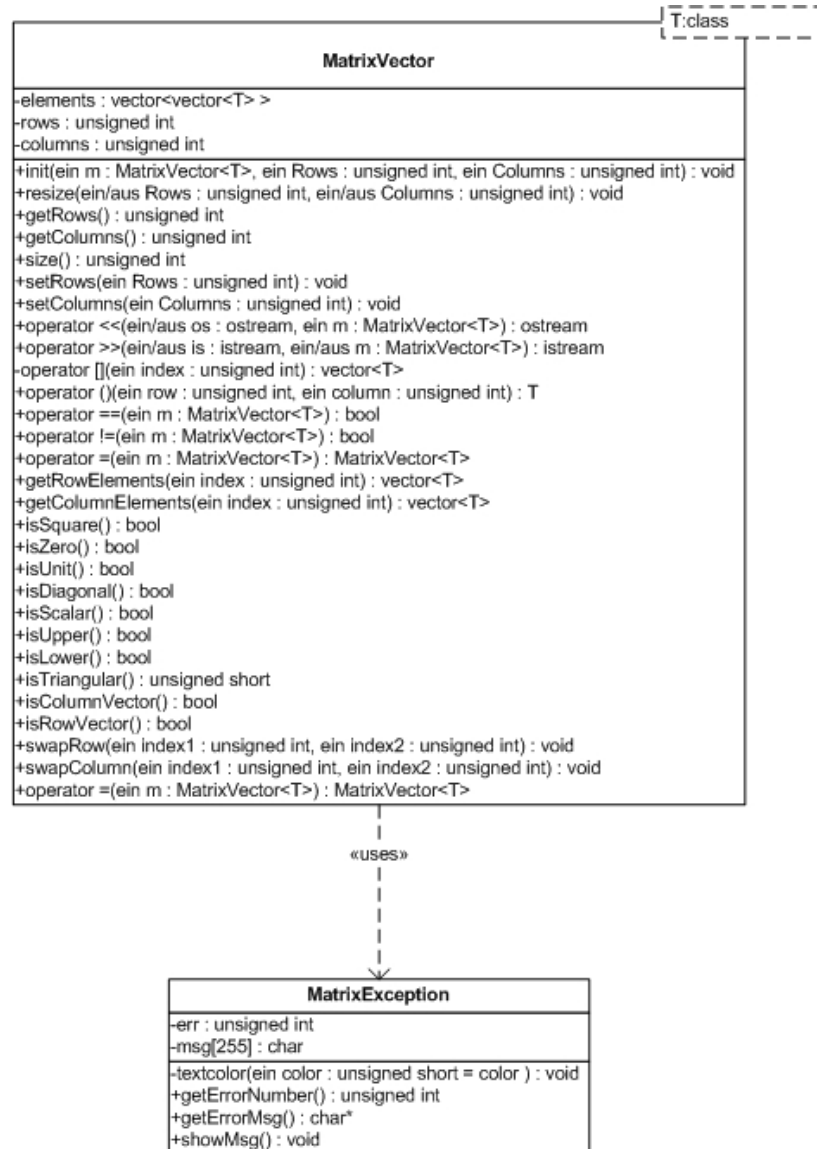 T:class
MatrixVector
-elements : vector<vector<T> >
-rows : unsigned int
-columns : unsigned int
+init(ein m : MatrixVector<T>, ein Rows : unsigned int, ein Columns : unsigned int) : void
+resize(ein/aus Rows : unsigned int, ein/aus Columns : unsigned int) : void
+getRows() : unsigned int
+getColumns() : unsigned int
+size() : unsigned int
+setRows(ein Rows : unsigned int) : void
+setColumns(ein Columns : unsigned int) : void
+operator <<(ein/aus os : ostream, ein m : MatrixVector<T>) : ostream
+operator >>(ein/aus is : istream, ein/aus m : MatrixVector<T>) : istream
-operator [](ein index : unsigned int) : vector<T>
+operator ()(ein row : unsigned int, ein column : unsigned int) : T
+operator ==(ein m : MatrixVector<T>) : bool
+operator !=(ein m : MatrixVector<T>) : bool
+operator =(ein m : MatrixVector<T>) : MatrixVector<T>
+getRowElements(ein index : unsigned int) : vector<T>
+getColumnElements(ein index : unsigned int) : vector<T>
+isSquare() : bool
+isZero() : bool
+isUnit() : bool
+isDiagonal() : bool
+isScalar() : bool
+isUpper() : bool
+isLower() : bool
+isTriangular() : unsigned short
+isColumnVector() : bool
+isRowVector() : bool
+swapRow(ein index1 : unsigned int, ein index2 : unsigned int) : void
+swapColumn(ein index1 : unsigned int, ein index2 : unsigned int) : void
+operator =(ein m : MatrixVector<T>) : MatrixVector<T>
«uses»
MatrixException
-err : unsigned int
-msg[255] : char
-textcolor(ein color : unsigned short = color ) : void
+getErrorNumber() : unsigned int
+getErrorMsg() : char*
+showMsg() : void